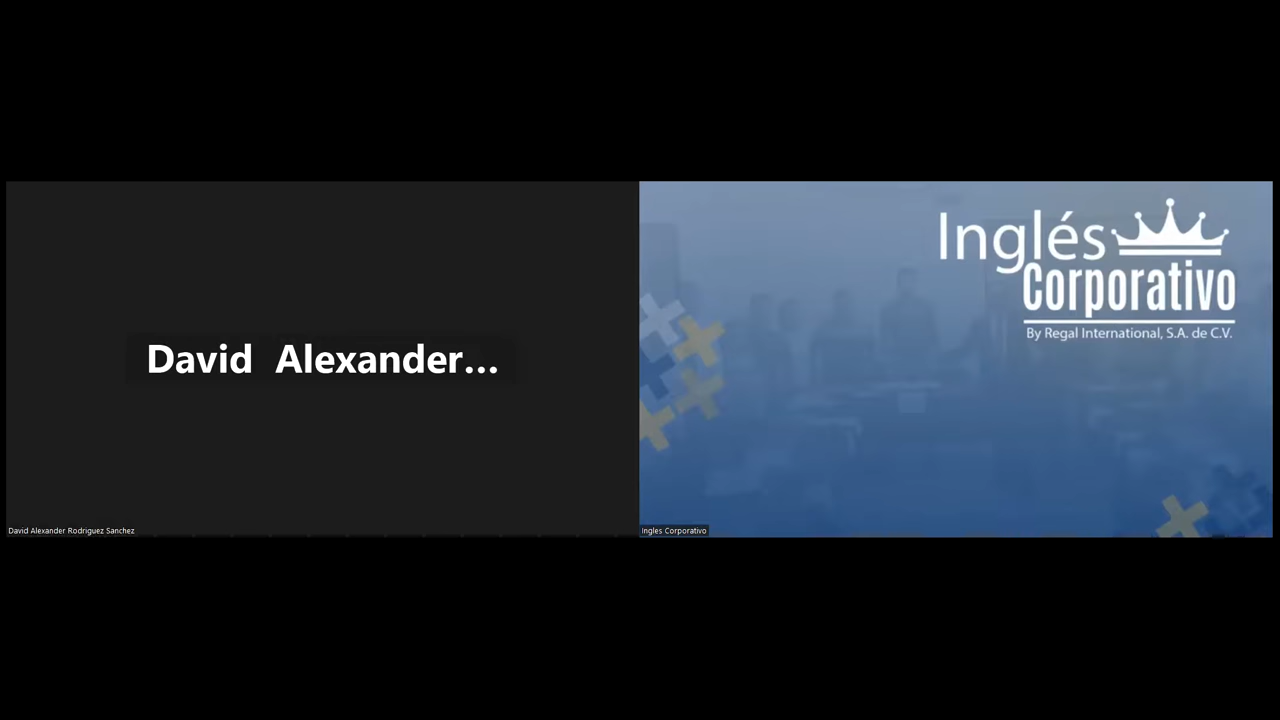 David Alexander...
David Alexander Rodriguez Sanchez
Inglés
Corporativo
By Regal International, S.A. de C.V.
Ingles Corporativo